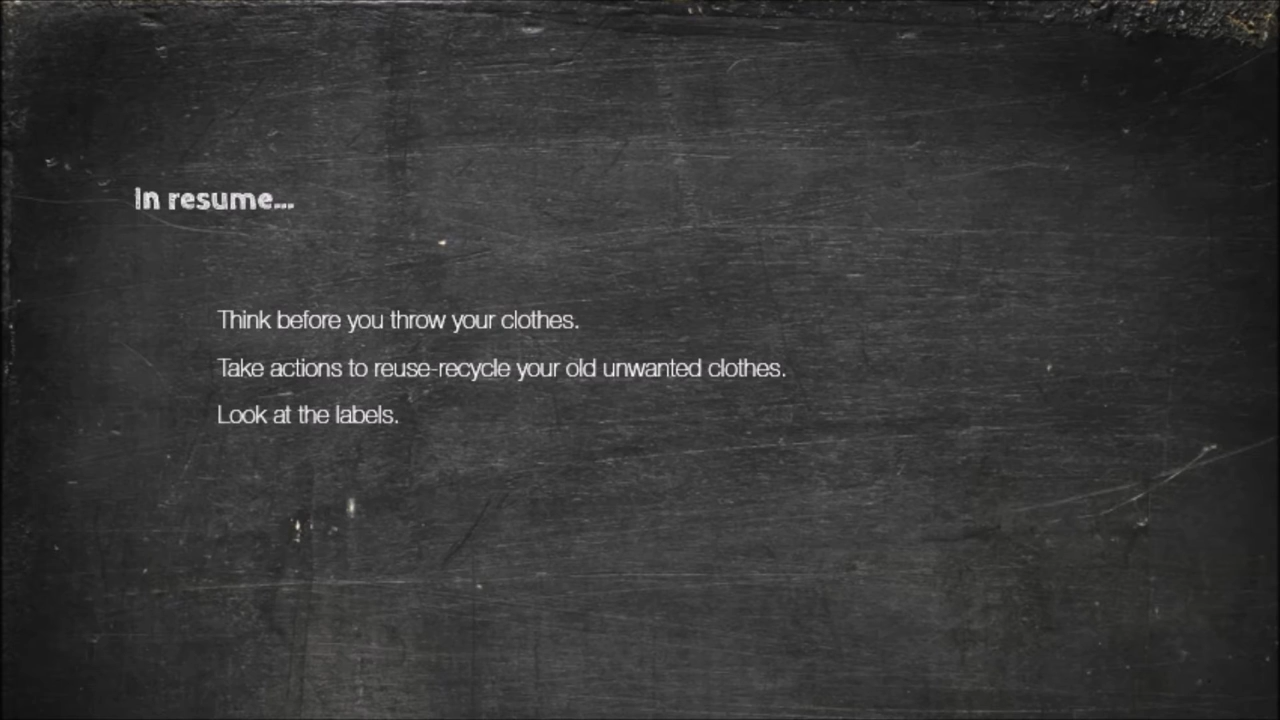 In resume...
Think before you throw your clothes.
Take actions to reuse-recycle your old unwanted clothes.
Look at the labels.